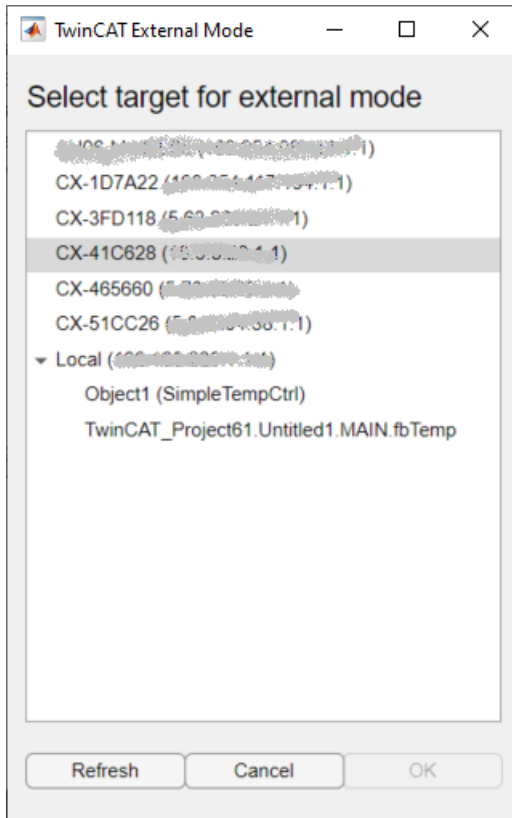 TwinCAT External Mode
Select target for external mode
CX-1D7A22
CX-3FD118
CX-41C628
CX-465660
CX-51CC26
Local
Object1 (SimpleTempCtrl)
TwinCAT_Project61.Untitled1.MAIN.fbTemp
Refresh Cancel OK